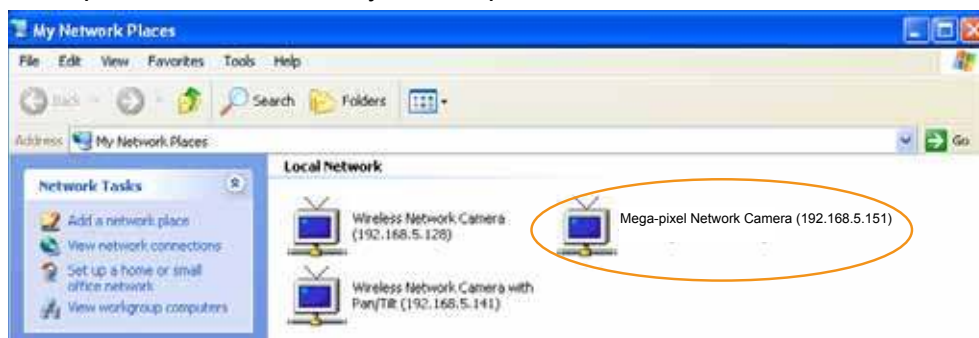 My Network Places
File Edit View Favorites Tools Help
Back Search Folders
Address My Network Places Go
Local Network
Network Tasks
Add a network place
View network connections
Set up a home or small
office network
View workgroup computers
Wireless Network Camera
(192.168.5.128)
Mega-pixel Network Camera (192.168.5.151)
Wireless Network Camera with
Pan/Tilt (192.168.5.141)